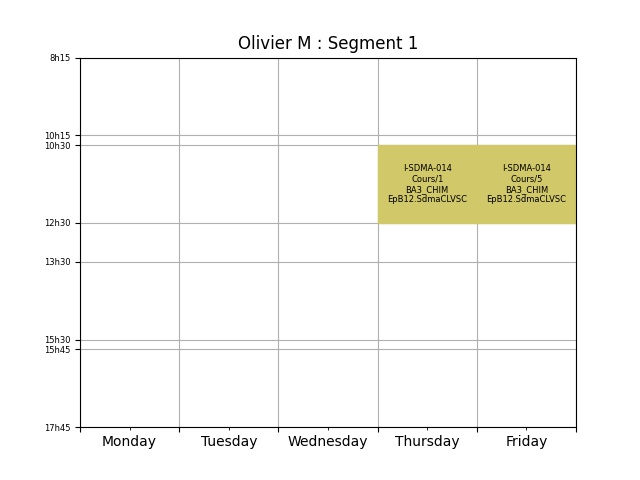 Olivier M : Segment 1
8h15
10h15
10h30
I-SDMA-014
Cours/1
BA3_CHIM
EpB12.SdmaCLVSC
I-SDMA-014
Cours/5
BA3_CHIM
EpB12.SdmaCLVSC
12h30
13h30
15h30
15h45
17h45
Monday Tuesday Wednesday Thursday Friday